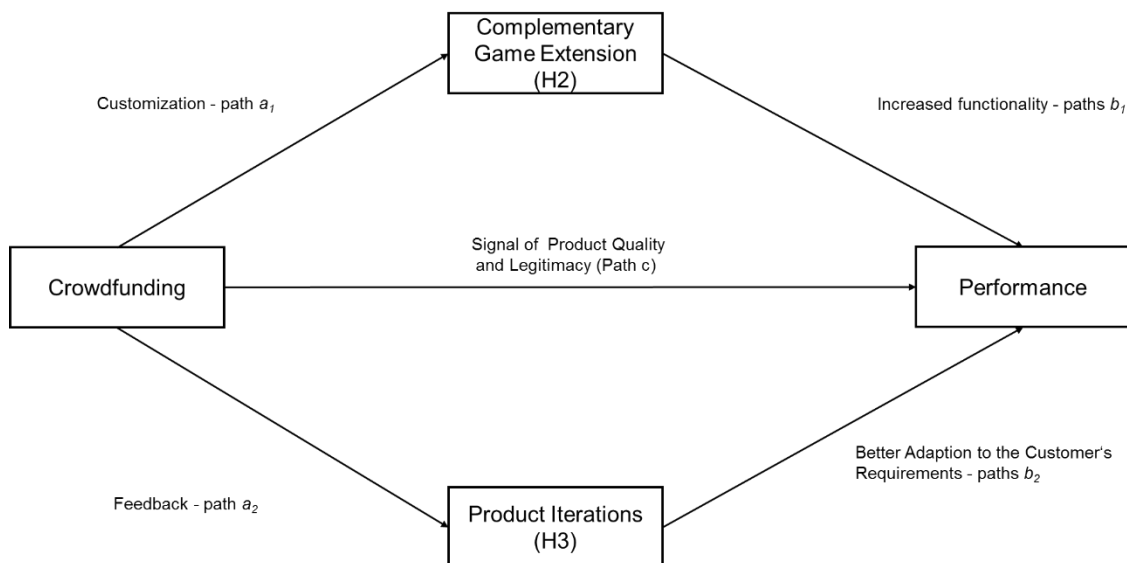 Complementary
Game Extension
(H2)
Customization - path a1
Increased functionality - paths b1
Signal of Product Quality
and Legitimacy (Path c)
Crowdfunding
Performance
Better Adaption to the Customer's
Requirements - paths b2
Feedback - path a2
Product Iterations
(H3)